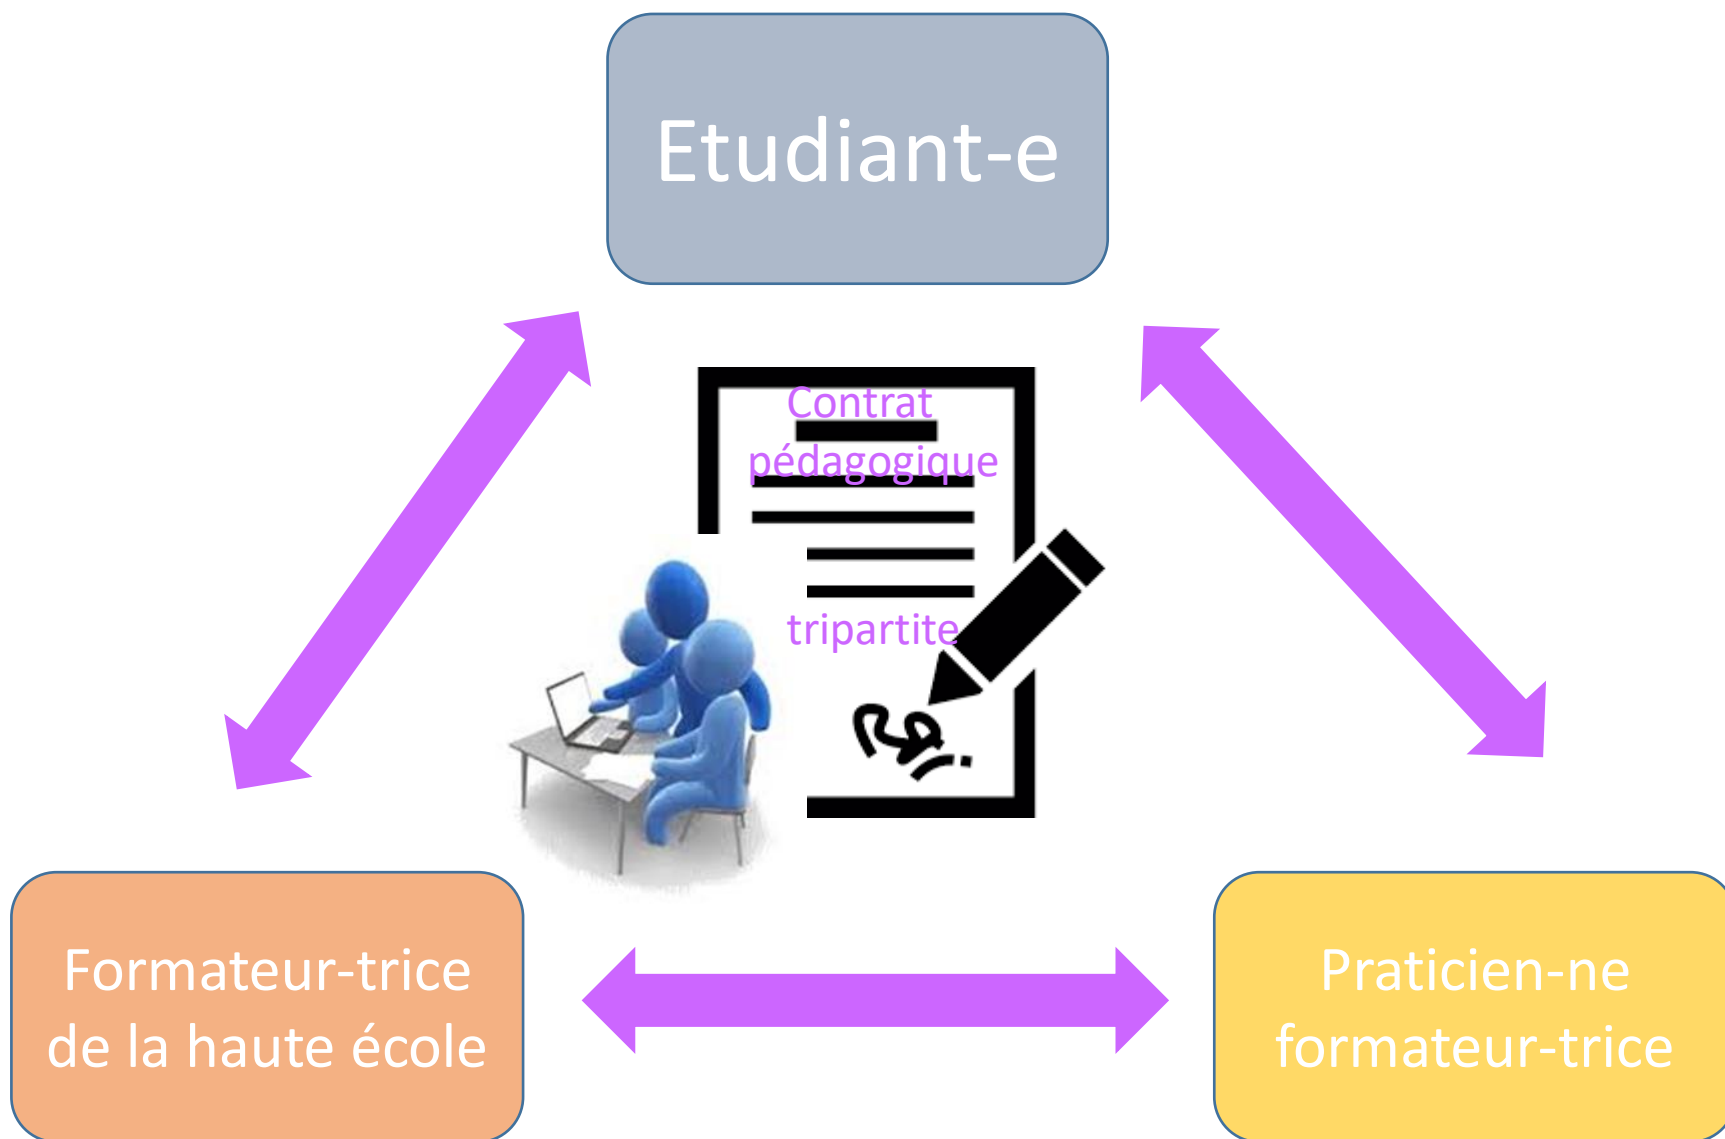 Etudiant-e
Contrat
pédagogique
tripartite
Formateur-trice
de la haute école
Praticien-ne
formateur-trice